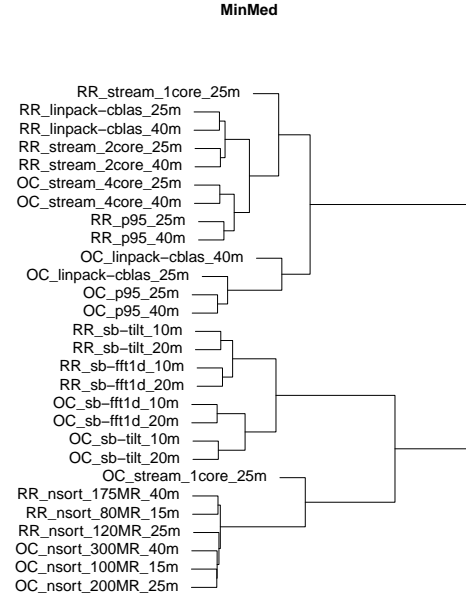 MinMed
RR_stream_1core_25m
RR_linpack−cblas_25m
RR_linpack−cblas_40m
RR_stream_2core_25m
RR_stream_2core_40m
OC_stream_4core_25m
OC_stream_4core_40m
RR_p95_25m
RR_p95_40m
OC_linpack−cblas_40m
OC_linpack−cblas_25m
OC_p95_25m
OC_p95_40m
RR_sb−tilt_10m
RR_sb−tilt_20m
RR_sb−fft1d_10m
RR_sb−fft1d_20m
OC_sb−fft1d_10m
OC_sb−fft1d_20m
OC_sb−tilt_10m
OC_sb−tilt_20m
OC_stream_1core_25m
RR_nsort_175MR_40m
RR_nsort_80MR_15m
RR_nsort_120MR_25m
OC_nsort_300MR_40m
OC_nsort_100MR_15m
OC_nsort_200MR_25m